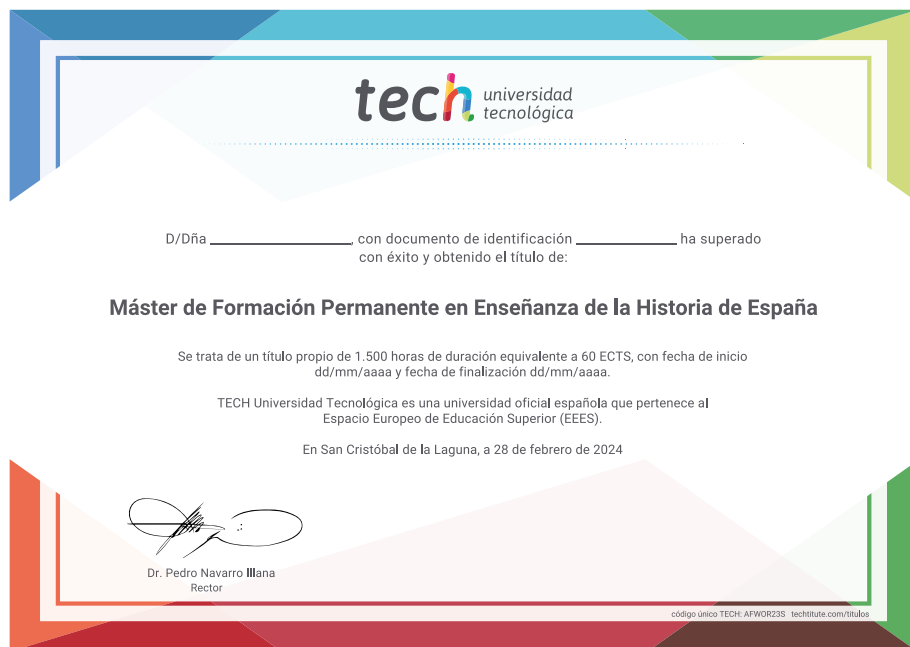 tech universidad
tecnológica
D/Dña ________________, con documento de identificación ____________ ha superado
con éxito y obtenido el título de:
Máster de Formación Permanente en Enseñanza de la Historia de España
Se trata de un título propio de 1.500 horas de duración equivalente a 60 ECTS, con fecha de inicio
dd/mm/aaaa y fecha de finalización dd/mm/aaaa.
TECH Universidad Tecnológica es una universidad oficial española que pertenece al
Espacio Europeo de Educación Superior (EEES).
En San Cristóbal de la Laguna, a 28 de febrero de 2024
Dr. Pedro Navarro Illana
Rector
código único TECH: AFWOR23S techtitute.com/titulos